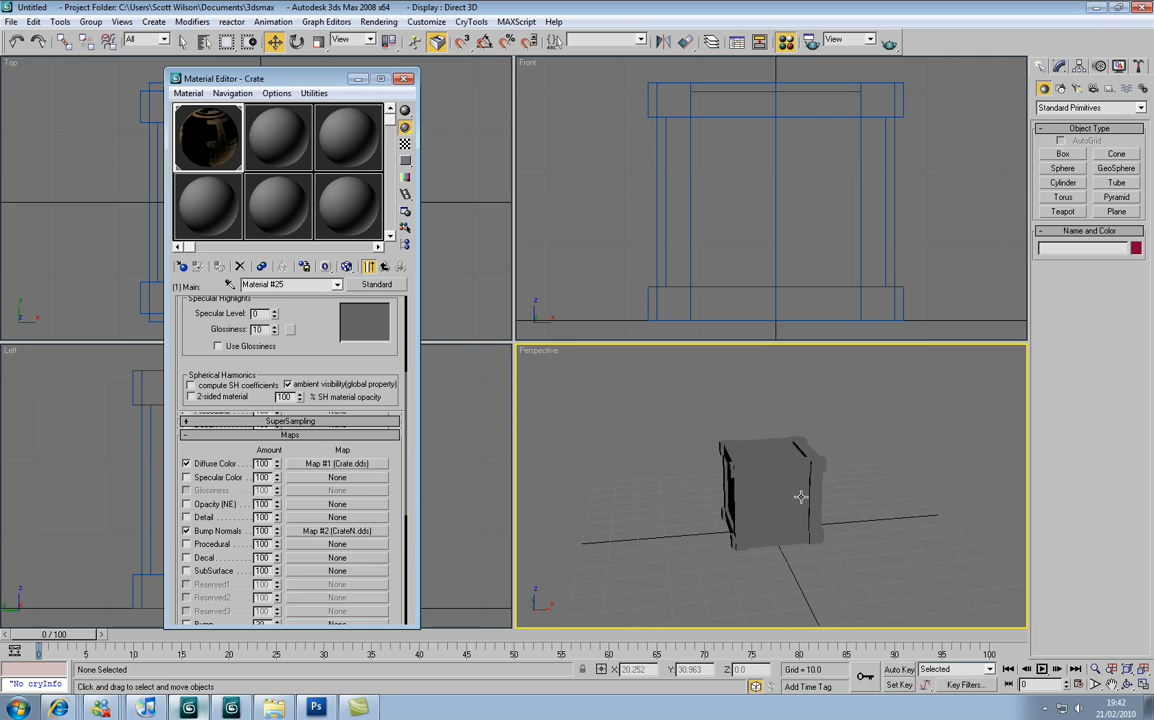 Untitled - Project Folder: C:\Users\Scott Wilson\Documents\3dsmax - Autodesk 3ds Max 2008 x64 - Display : Direct 3D
File Edit Tools Group Views Create Modifiers reactor Animation Graph Editors Rendering Customize CryTools MAXScript Help
All View View
Top
Front
Left
Perspective
Material Editor - Crate
Material Navigation Options Utilities
(1) Main: Material #25 Standard
Specular Highlights
Specular Level: 0
Glossiness: 10
Use Glossiness
Spherical Harmonics
compute SH coefficients ambient visibility(global property)
2-sided material 100 % SH material opacity
+ SuperSampling
- Maps
Amount Map
Diffuse Color . . . . 100 Map #1 (Crate.dds)
Specular Color . . . 100 None
Glossiness . . . . . . 100 None
Opacity (NE) . . . . 100 None
Detail . . . . . . . . . . 100 None
Bump Normals . . . 100 Map #2 (CrateN.dds)
Procedural . . . . . . 100 None
Decal . . . . . . . . . . 100 None
SubSurface . . . . . . 100 None
Reserved1 . . . . . . 100 None
Reserved2 . . . . . . 100 None
Reserved3 . . . . . . 100 None
Standard Primitives
- Object Type
AutoGrid
Box Cone
Sphere GeoSphere
Cylinder Tube
Torus Pyramid
Teapot Plane
- Name and Color
z
y
x
0 / 100
0 5 10 15 20 25 30 35 40 45 50 55 60 65 70 75 80 85 90 95 100
None Selected X: 20.252 Y: 30.963 Z: 0.0 Grid = 10.0 Auto Key Selected
"No cryInfo Click and drag to select and move objects Add Time Tag Set Key Key Filters... 0
Ps
19:42
21/02/2010